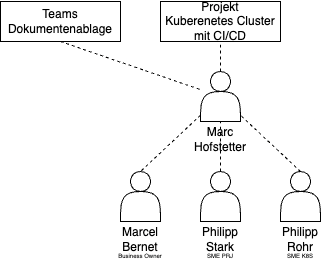 Teams
Dokumentenablage
Projekt
Kuberenetes Cluster
mit CI/CD
Marc
Hofstetter
Marcel
Bernet
Business Owner
Philipp
Stark
SME PRJ
Philipp
Rohr
SME K8S